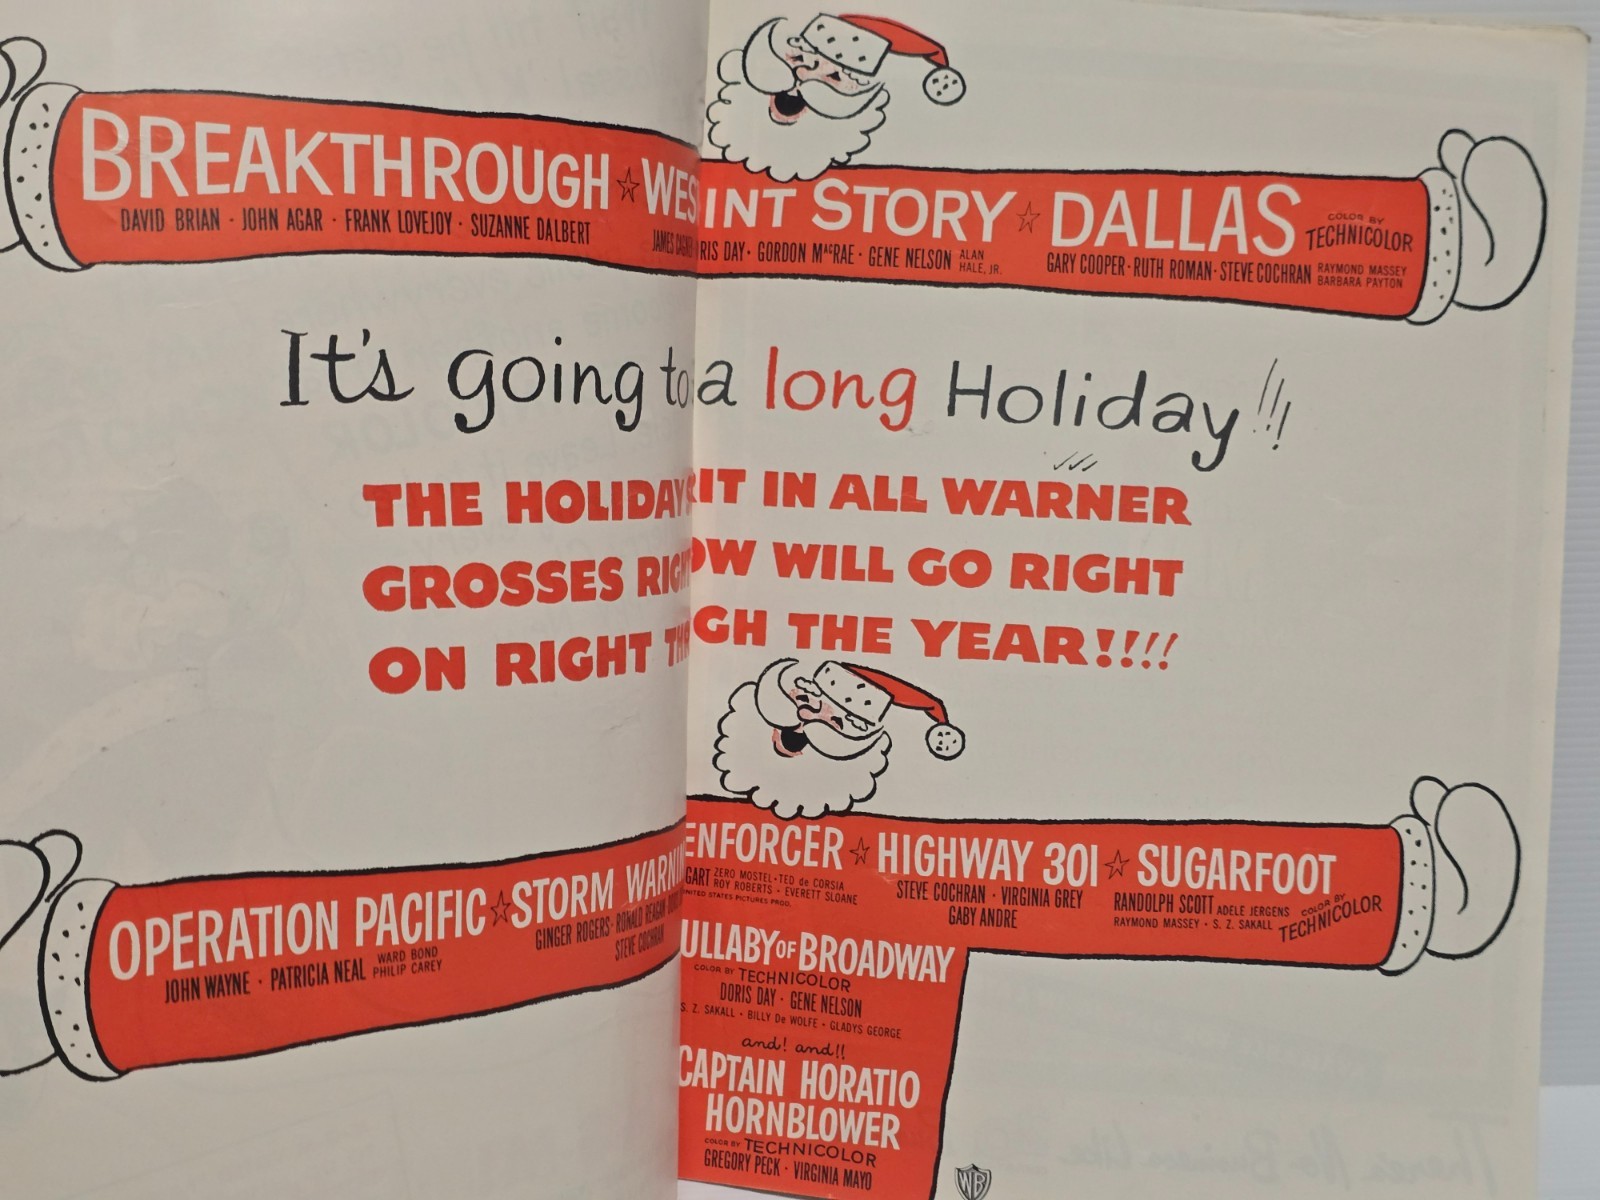 BREAKTHROUGH ☆ WES
INT STORY ☆ DALLAS
COLOR BY
TECHNICOLOR
DAVID BRIAN · JOHN AGAR · FRANK LOVEJOY · SUZANNE DALBERT
JAMES CAGNEY
RIS DAY · GORDON MacRAE · GENE NELSON ALAN
HALE, JR.
GARY COOPER · RUTH ROMAN · STEVE COCHRAN RAYMOND MASSEY
BARBARA PAYTON
It's going to a long Holiday!!!
THE HOLIDAY RIT IN ALL WARNER
GROSSES RIGHT OW WILL GO RIGHT
ON RIGHT THR GH THE YEAR!!!!!
OPERATION PACIFIC ☆ STORM WARNIN
JOHN WAYNE · PATRICIA NEAL WARD BOND
PHILIP CAREY
GINGER ROGERS · RONALD REAGAN
STEVE COCHRAN
ENFORCER ☆ HIGHWAY 301 ☆ SUGARFOOT
GART ZERO MOSTEL · TED de CORSIA
ROY ROBERTS · EVERETT SLOANE
UNITED STATES PICTURES PROD.
STEVE COCHRAN · VIRGINIA GREY
GABY ANDRE
RANDOLPH SCOTT ADELE JERGENS
RAYMOND MASSEY · S. Z. SAKALL
COLOR BY
TECHNICOLOR
ULLABY OF BROADWAY
COLOR BY TECHNICOLOR
DORIS DAY · GENE NELSON
S. Z. SAKALL · BILLY De WOLFE · GLADYS GEORGE
and! and!!
CAPTAIN HORATIO
HORNBLOWER
COLOR BY TECHNICOLOR
GREGORY PECK · VIRGINIA MAYO
WB